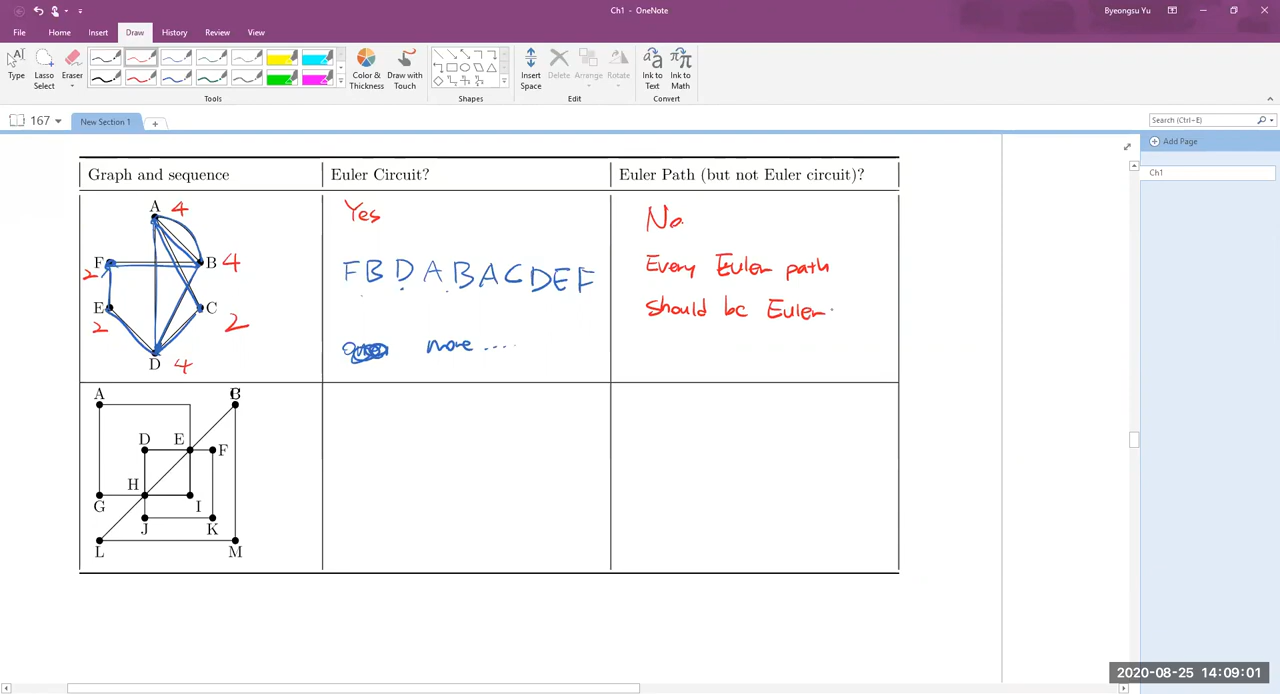 Ch1 - OneNote
Byeongsu Yu
File Home Insert Draw History Review View
Type
Lasso Select
Eraser
Color & Thickness
Draw with Touch
Insert Space
Delete
Arrange
Rotate
Ink to Text
Ink to Math
Tools
Shapes
Edit
Convert
167
New Section 1
Search (Ctrl+E)
Add Page
Ch1
Graph and sequence
Euler Circuit?
Euler Path (but not Euler circuit)?
A 4
F
B 4
2
E
C
2
2
D 4
Yes
F B D A B A C D E F
more ....
No.
Every Euler path
should be Euler
A
D E F
H
G I
J K
L M
2020-08-25 14:09:01